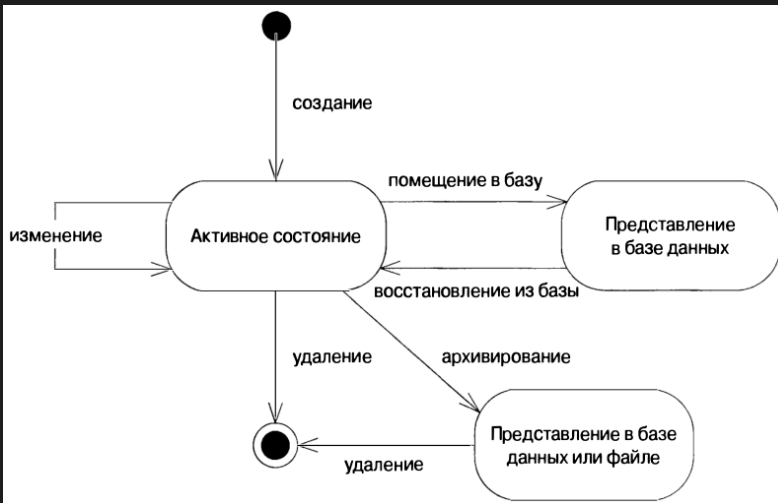 создание
помещение в базу
изменение
Активное состояние
Представление
в базе данных
восстановление из базы
удаление
архивирование
Представление в базе
данных или файле
удаление